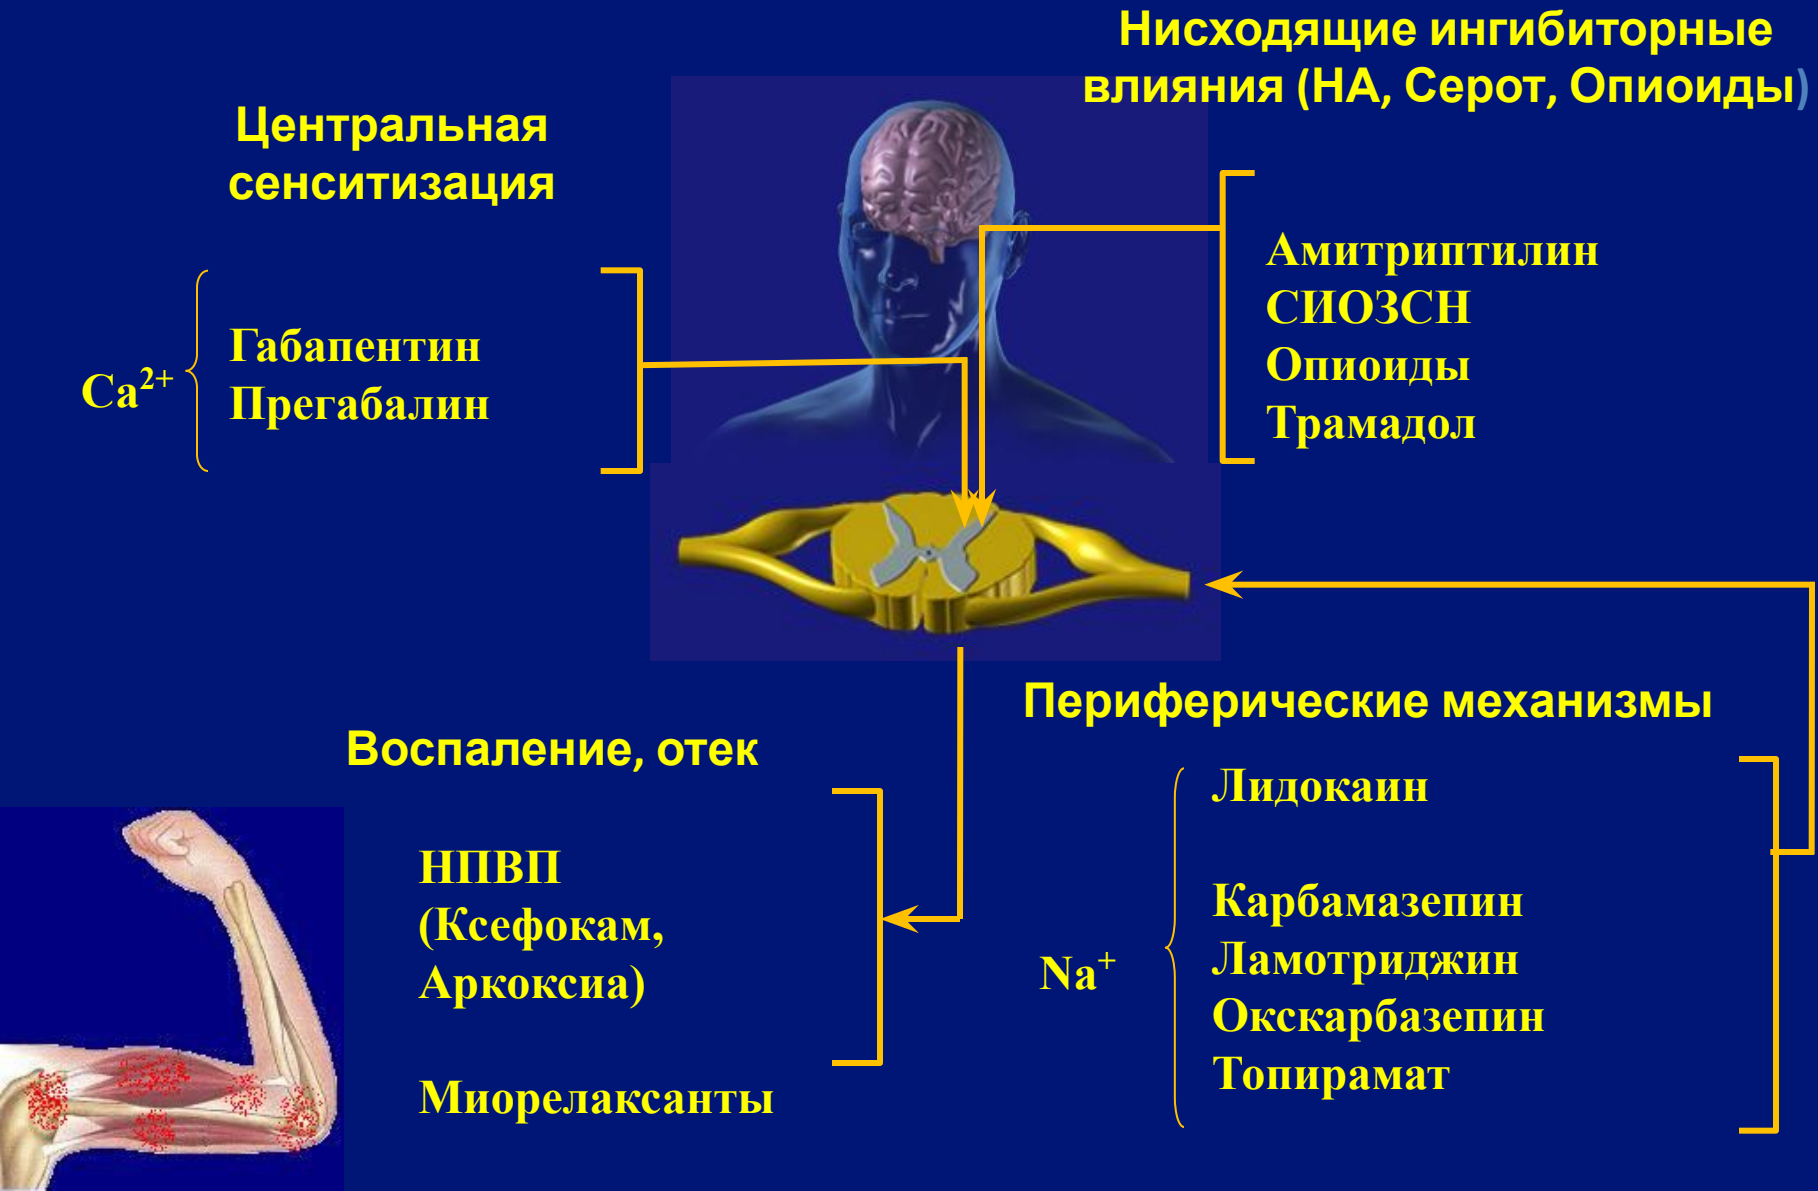 Нисходящие ингибиторные
влияния (НА, Серот, Опиоиды)
Центральная
сенситизация
Ca2+
Габапентин
Прегабалин
Амитриптилин
СИОЗСН
Опиоиды
Трамадол
Воспаление, отек
НПВП
(Ксефокам,
Аркоксиа)
Миорелаксанты
Периферические механизмы
Na+
Лидокаин
Карбамазепин
Ламотриджин
Окскарбазепин
Топирамат